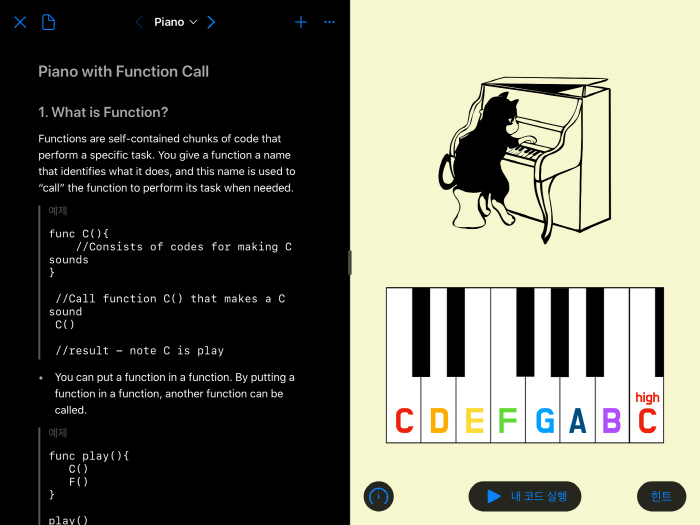 Piano
Piano with Function Call
1. What is Function?
Functions are self-contained chunks of code that
perform a specific task. You give a function a name
that identifies what it does, and this name is used to
“call” the function to perform its task when needed.
예제
func C(){
//Consists of codes for making C
sounds
}
//Call function C() that makes a C
sound
C()
//result – note C is play
• You can put a function in a function. By putting a
function in a function, another function can be
called.
예제
func play(){
C()
F()
}
play()
high
C D E F G A B C
내 코드 실행
힌트